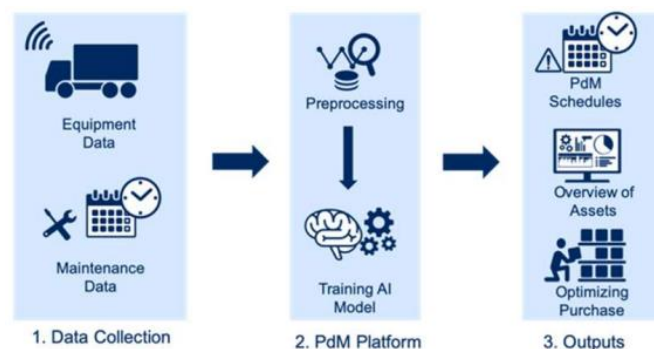 Equipment
Data
Maintenance
Data
1. Data Collection
Preprocessing
Training AI
Model
2. PdM Platform
PdM
Schedules
Overview of
Assets
Optimizing
Purchase
3. Outputs